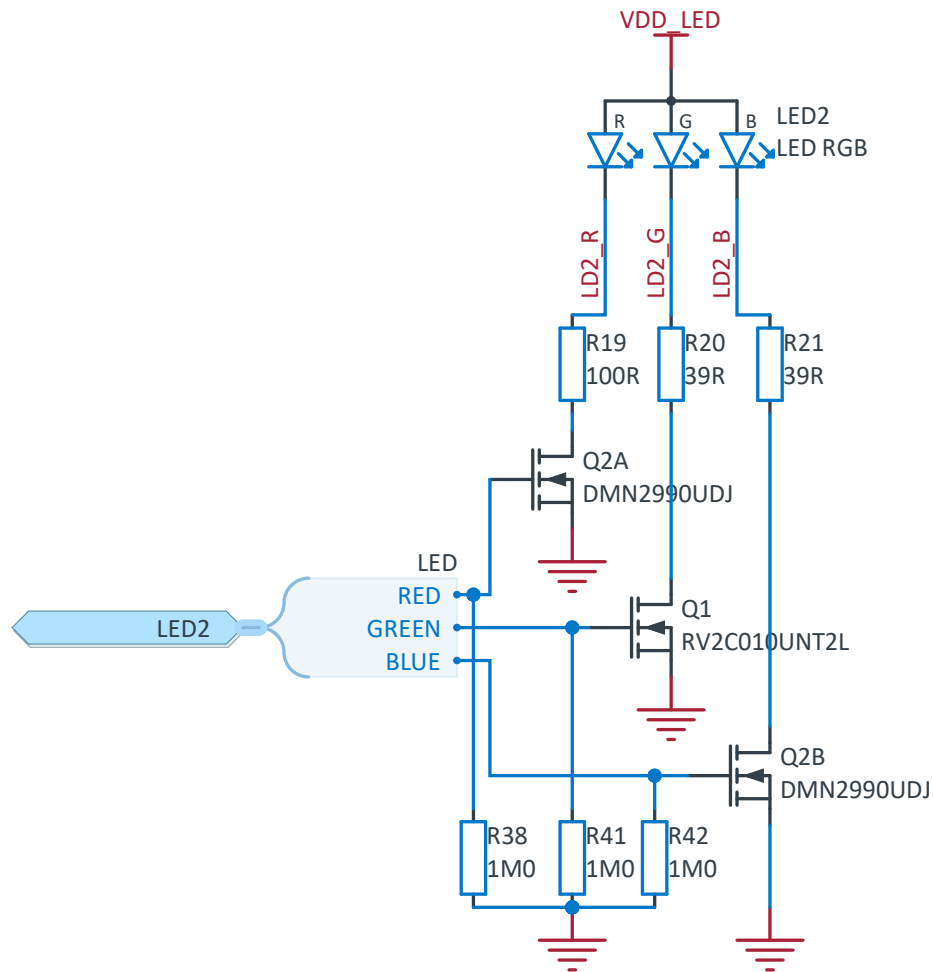 VDD_LED
R
G
B
LED2
LED RGB
LD2_R
LD2_G
LD2_B
R19
100R
R20
39R
R21
39R
Q2A
DMN2990UDJ
LED
RED
GREEN
BLUE
LED2
Q1
RV2C010UNT2L
Q2B
DMN2990UDJ
R38
1M0
R41
1M0
R42
1M0